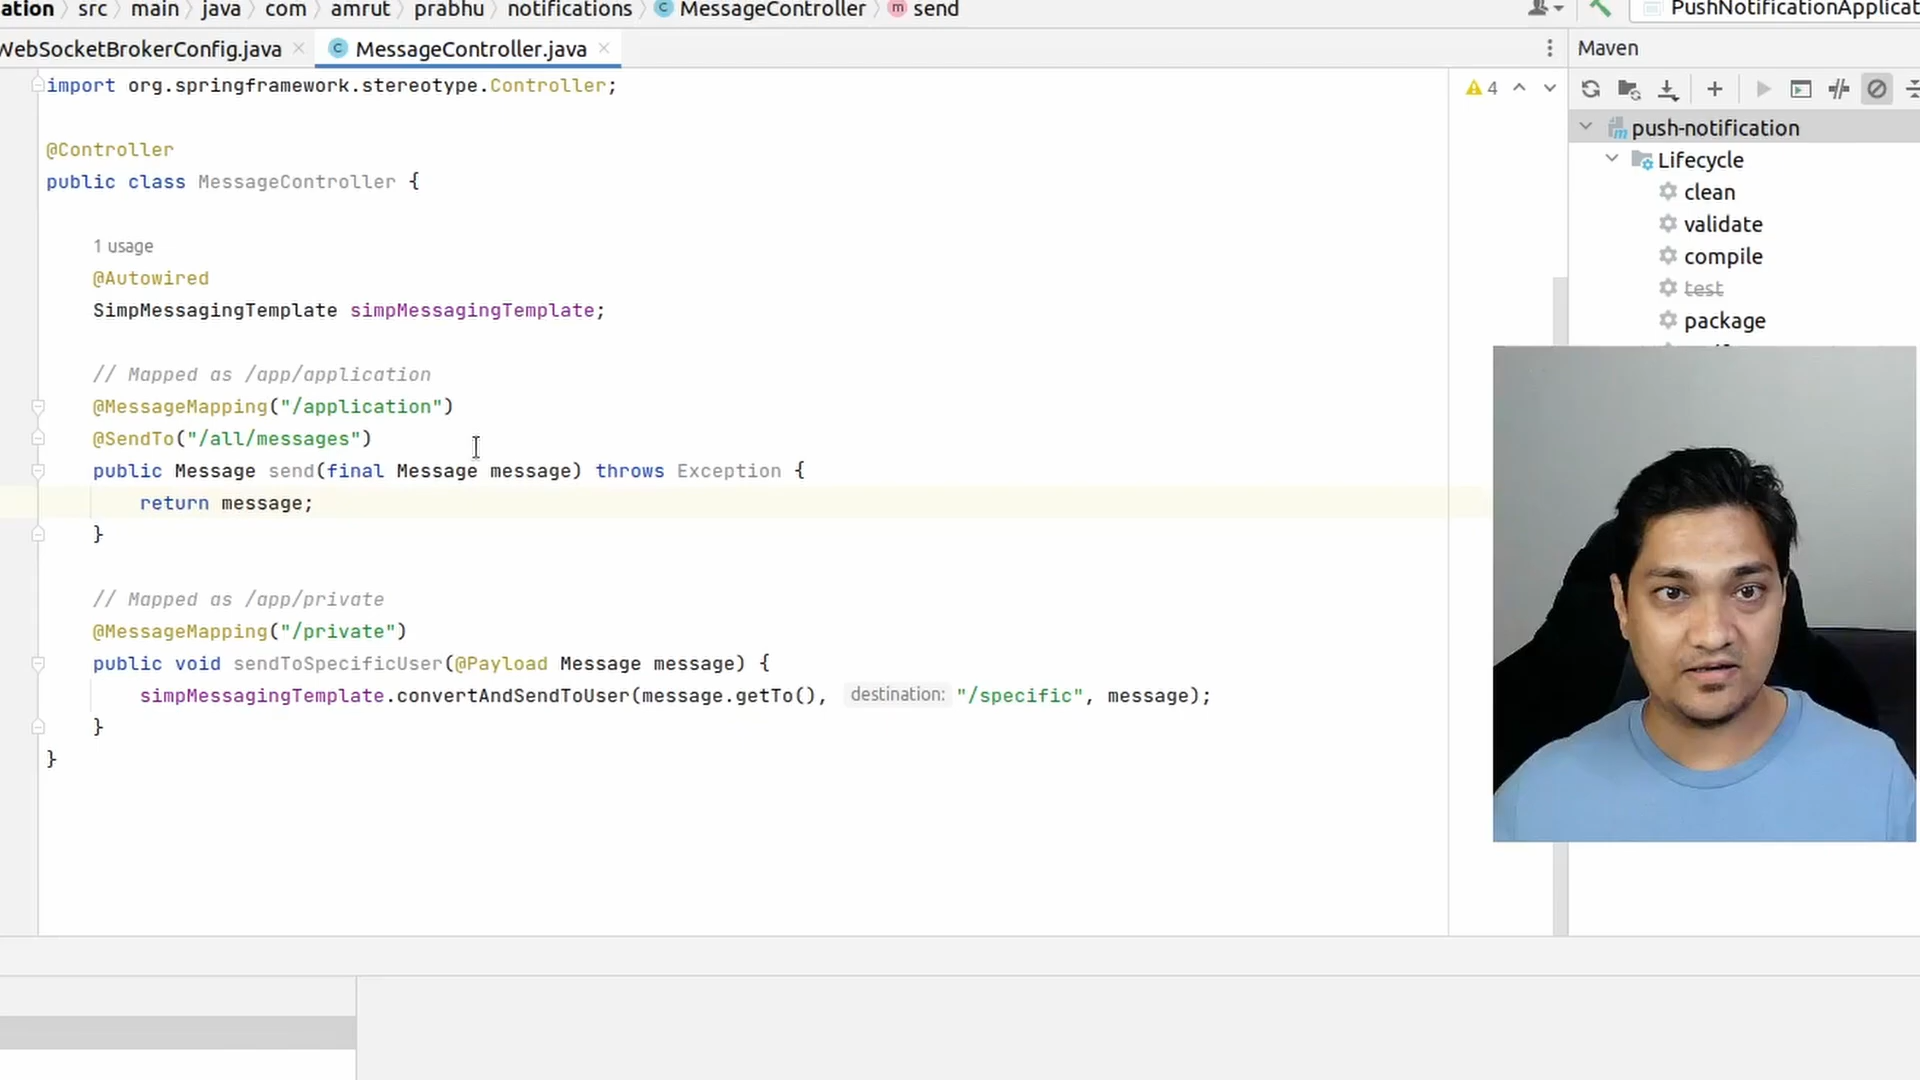 ation src main java com amrut prabhu notifications MessageController send
PushNotificationApplicat
WebSocketBrokerConfig.java MessageController.java
Maven
import org.springframework.stereotype.Controller;
4
@Controller
public class MessageController {
1 usage
@Autowired
SimpMessagingTemplate simpMessagingTemplate;
// Mapped as /app/application
@MessageMapping("/application")
@SendTo("/all/messages")
public Message send(final Message message) throws Exception {
return message;
}
// Mapped as /app/private
@MessageMapping("/private")
public void sendToSpecificUser(@Payload Message message) {
simpMessagingTemplate.convertAndSendToUser(message.getTo(), destination: "/specific", message);
}
}
push-notification
Lifecycle
clean
validate
compile
test
package